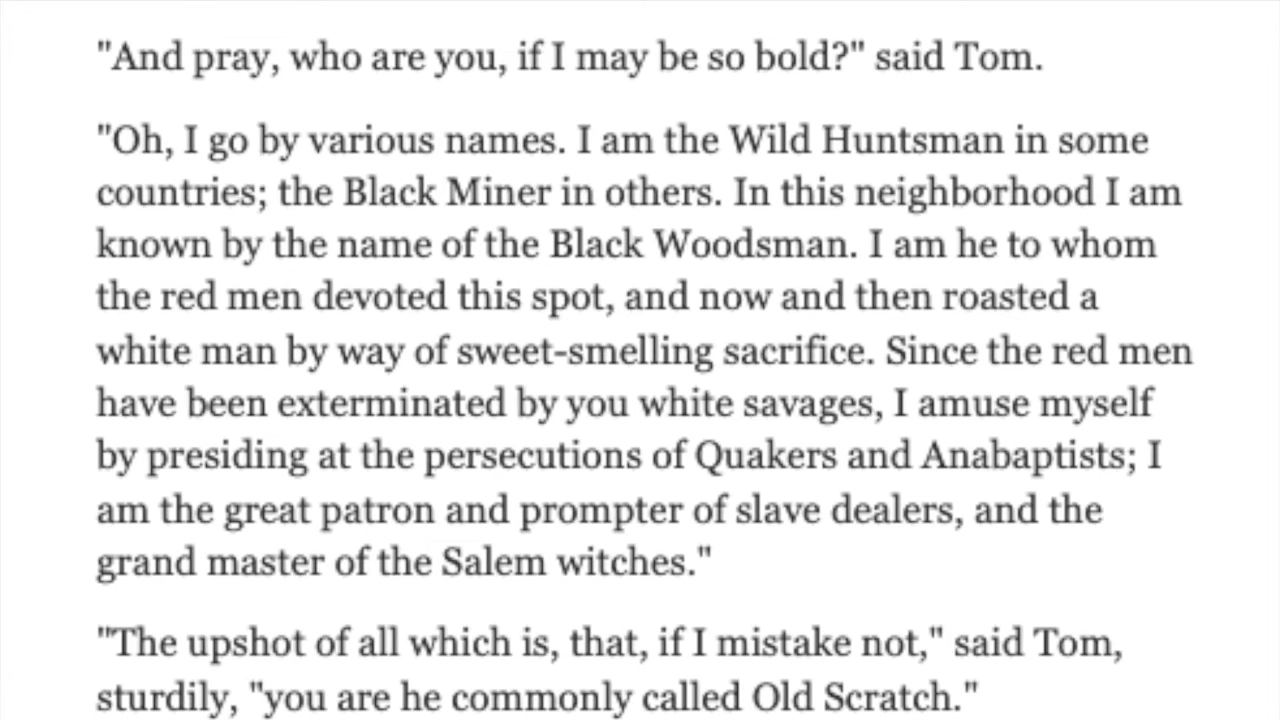 "And pray, who are you, if I may be so bold?" said Tom.
"Oh, I go by various names. I am the Wild Huntsman in some
countries; the Black Miner in others. In this neighborhood I am
known by the name of the Black Woodsman. I am he to whom
the red men devoted this spot, and now and then roasted a
white man by way of sweet-smelling sacrifice. Since the red men
have been exterminated by you white savages, I amuse myself
by presiding at the persecutions of Quakers and Anabaptists; I
am the great patron and prompter of slave dealers, and the
grand master of the Salem witches."
"The upshot of all which is, that, if I mistake not," said Tom,
sturdily, "you are he commonly called Old Scratch."